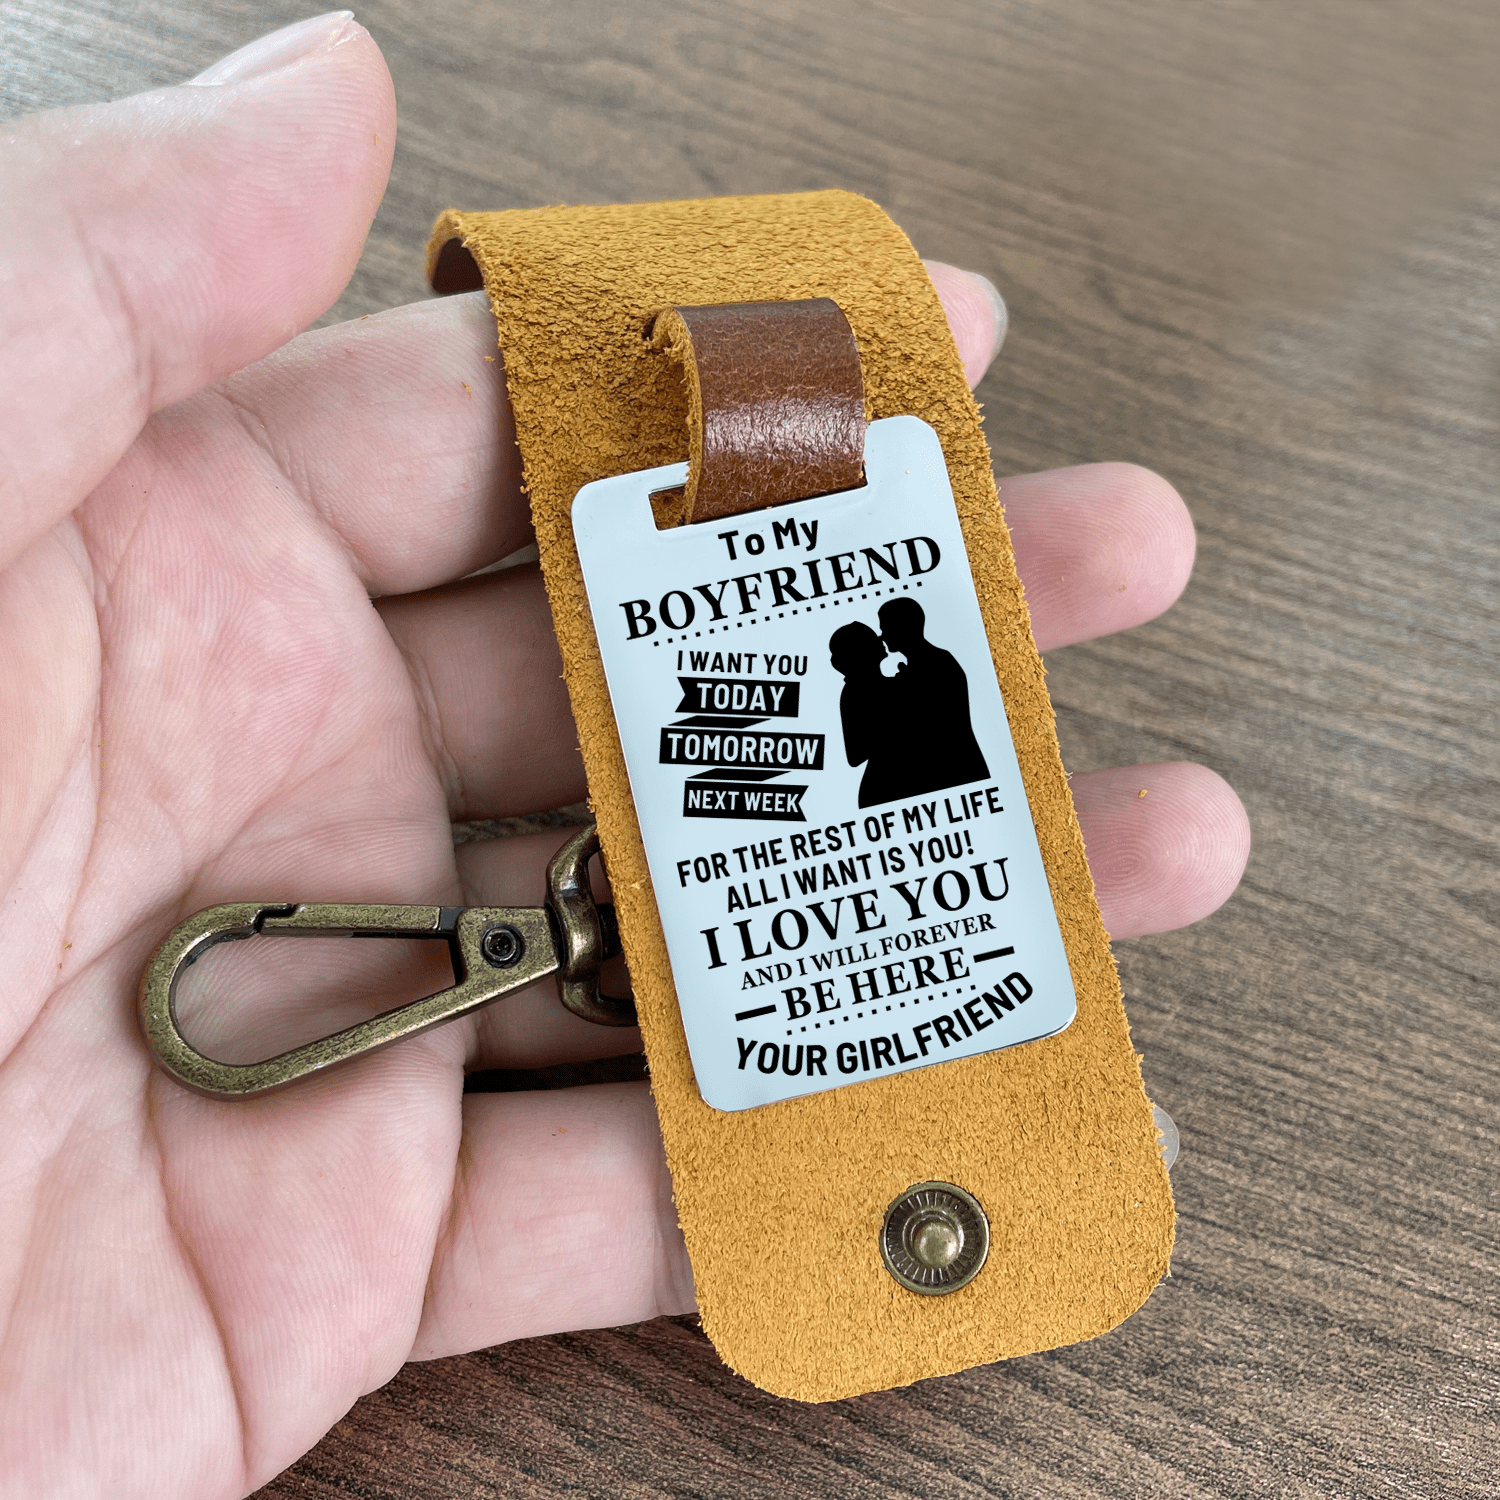 To My
BOYFRIEND
I WANT YOU
TODAY
TOMORROW
NEXT WEEK
FOR THE REST OF MY LIFE
ALL I WANT IS YOU!
I LOVE YOU
AND I WILL FOREVER
BE HERE
YOUR GIRLFRIEND